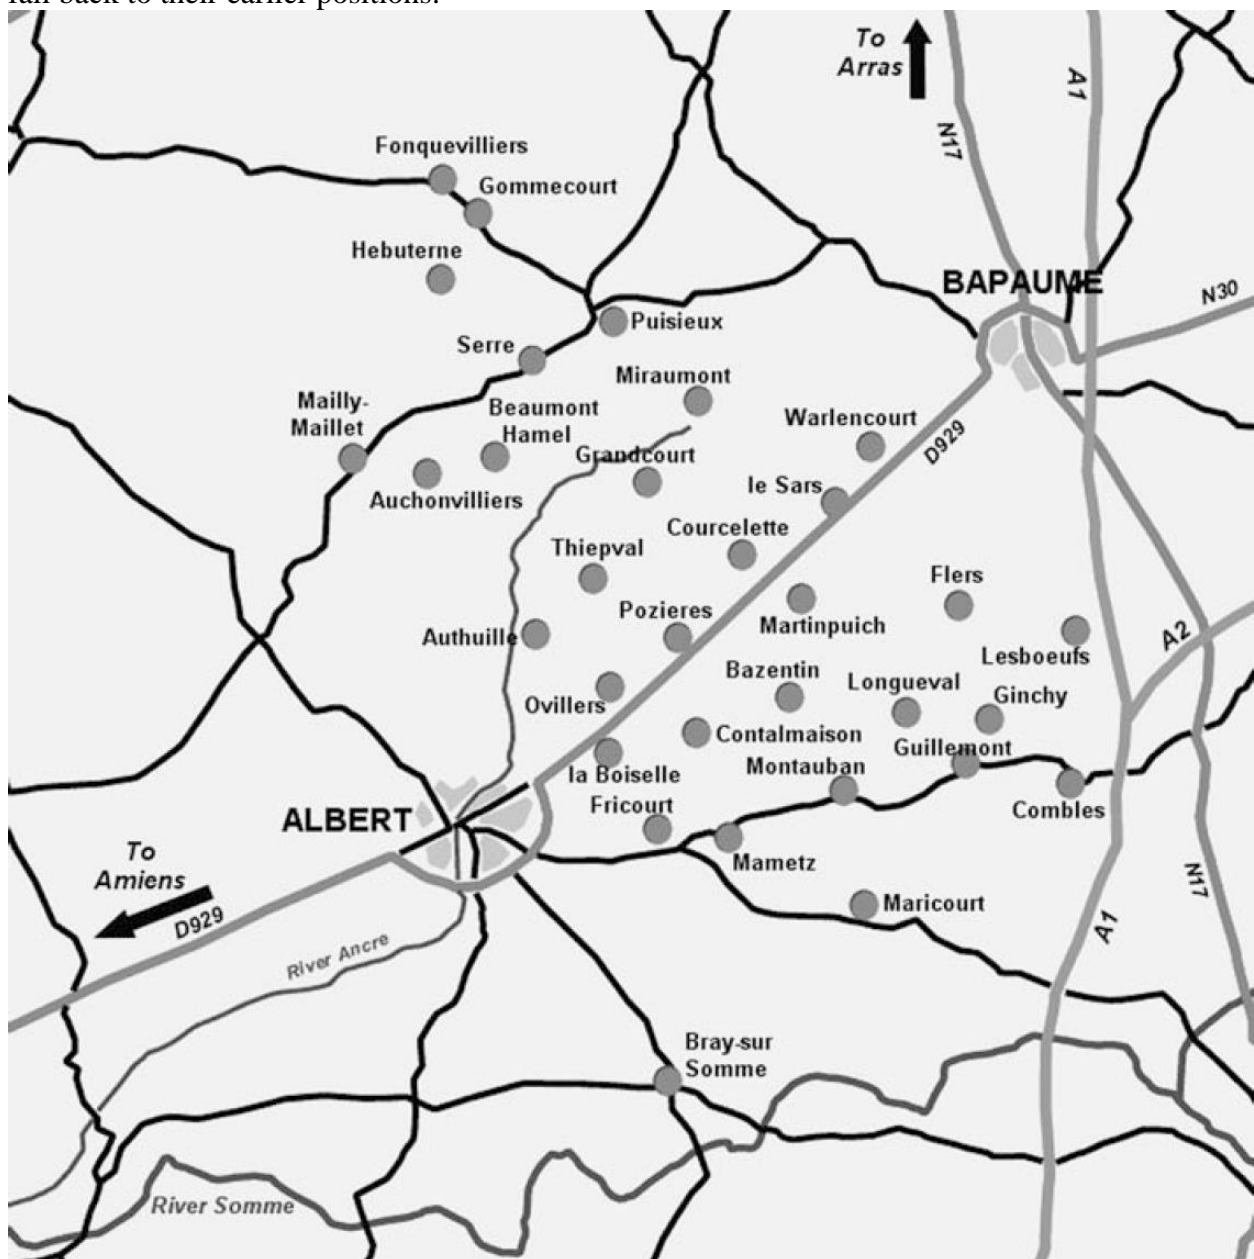 fall back to their earlier positions.
To
Arras
A1
N17
Fonquevilliers
Gommecourt
Hebuterne
BAPAUME
N30
Puisieux
Serre
Miraumont
Mailly-
Maillet
Beaumont
Hamel
Warlencourt
D929
Grandcourt
le Sars
Auchonvilliers
Courcelette
Thiepval
Flers
Pozieres
Martinpuich
Authuille
A2
Lesboeufs
Bazentin
Longueval
Ginchy
Ovillers
Contalmaison
Guillemont
la Boiselle
Montauban
Fricourt
Combles
ALBERT
To
Amiens
D929
Mametz
N17
Maricourt
A1
River Ancre
Bray-sur
Somme
River Somme